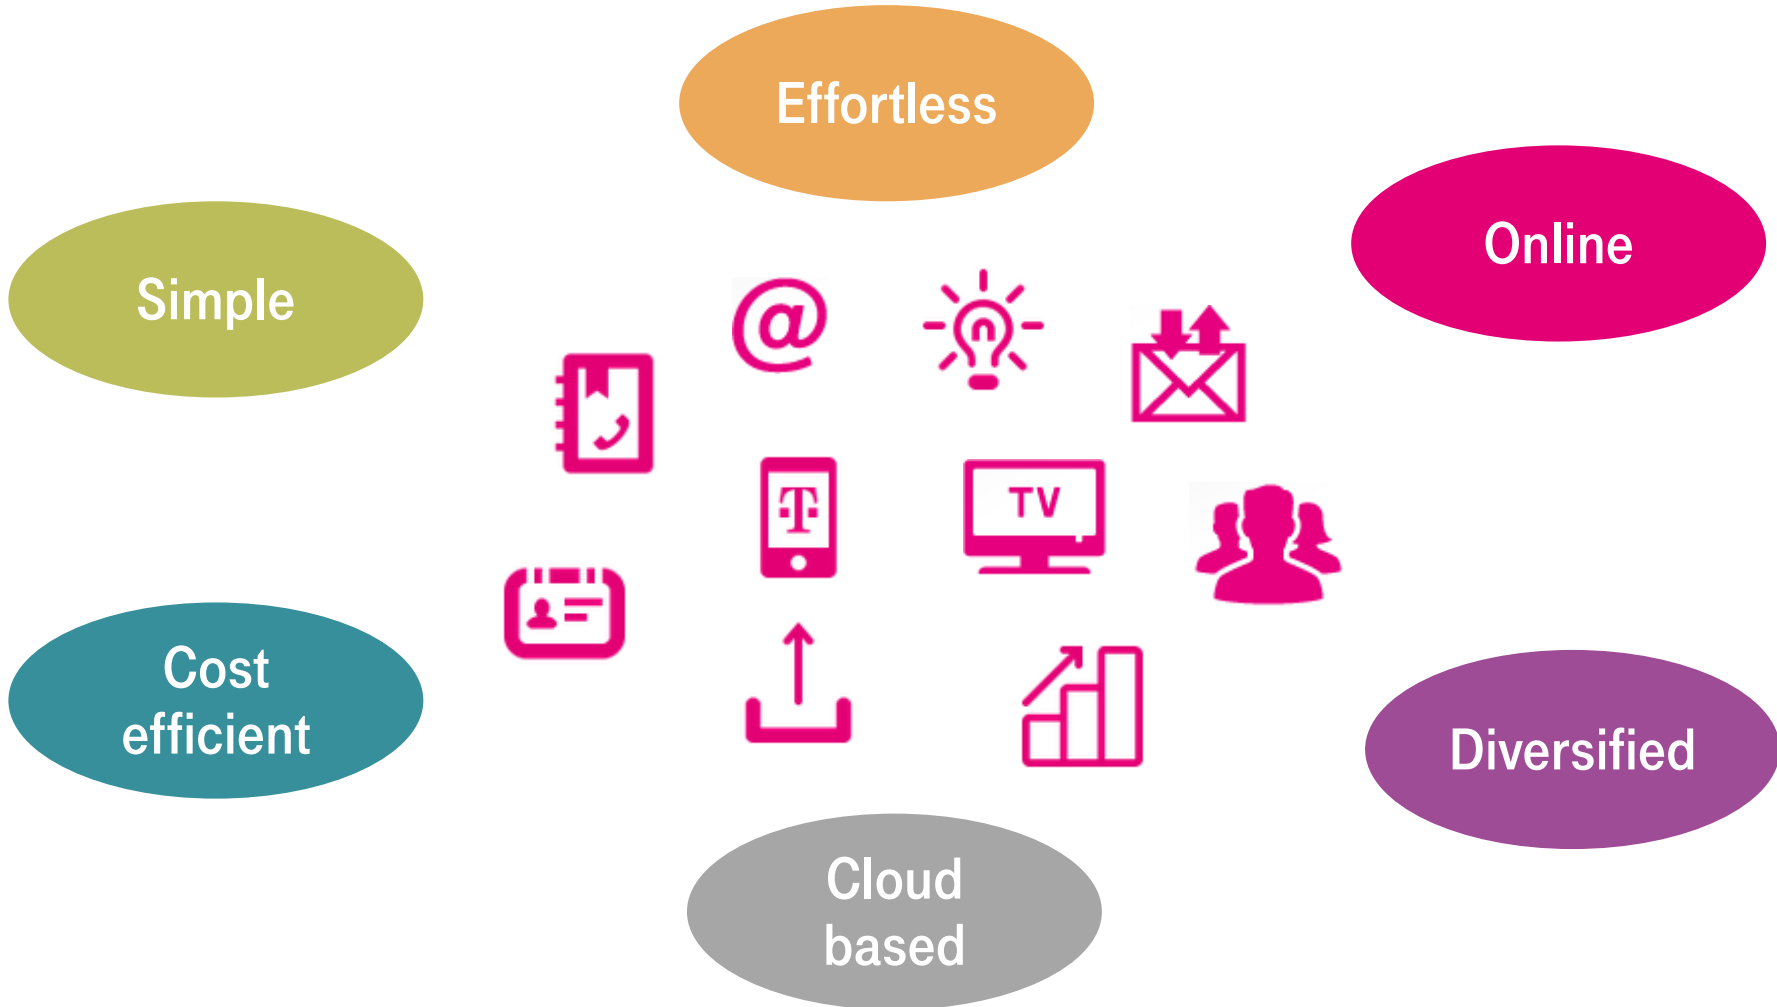 Effortless
Online
Simple
T
TV
Cost
efficient
Diversified
Cloud
based